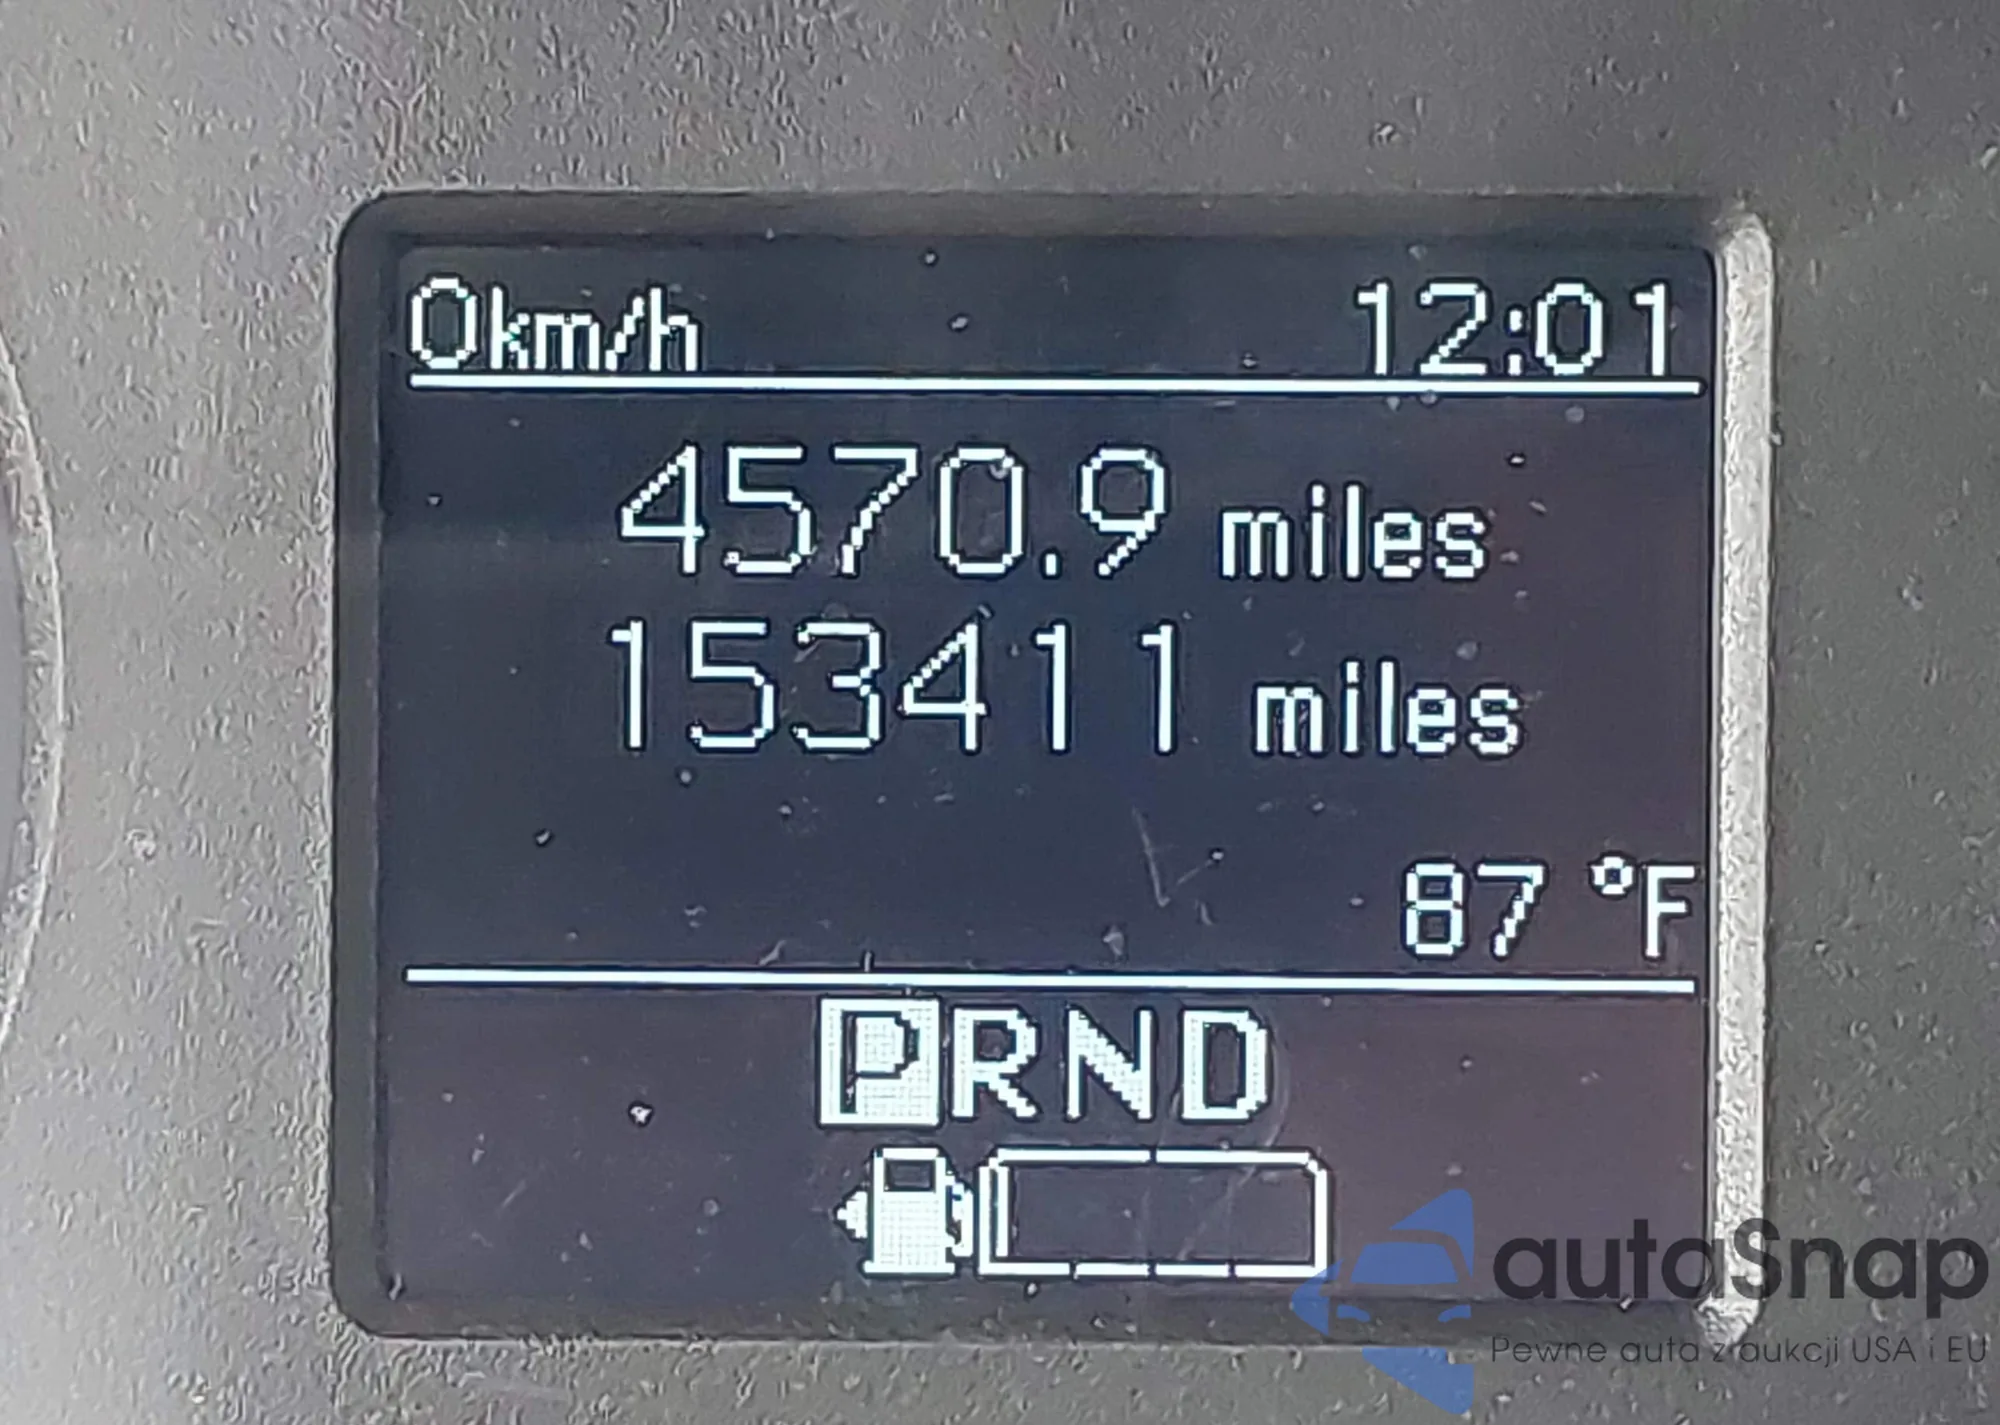 0km/h 12:01
4570.9 miles
153411 miles
87 °F
PRND
autaSnap
Pewne auta z aukcji USA i EU